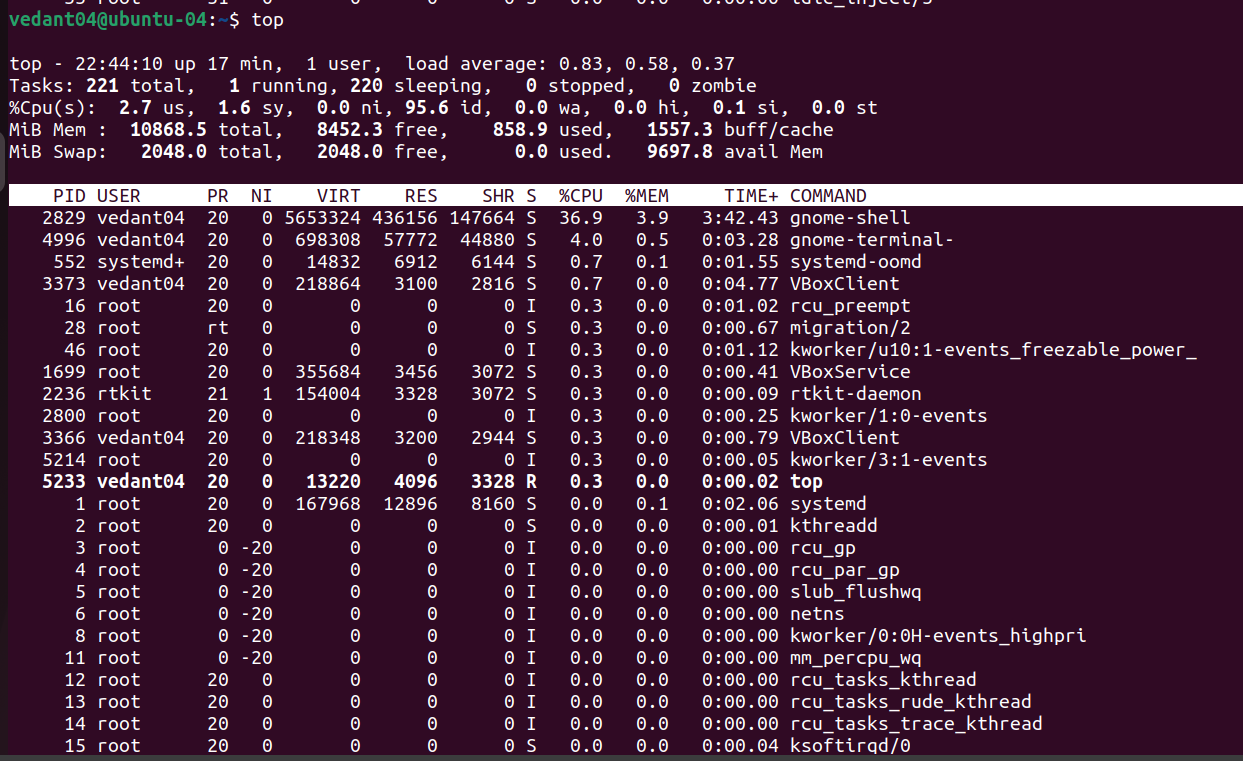 vedant04@ubuntu-04:~$ top
top - 22:44:10 up 17 min,  1 user,  load average: 0.83, 0.58, 0.37
Tasks: 221 total,   1 running, 220 sleeping,   0 stopped,   0 zombie
%Cpu(s):  2.7 us,  1.6 sy,  0.0 ni, 95.6 id,  0.0 wa,  0.0 hi,  0.1 si,  0.0 st
MiB Mem :  10868.5 total,   8452.3 free,    858.9 used,   1557.3 buff/cache
MiB Swap:   2048.0 total,   2048.0 free,      0.0 used.   9697.8 avail Mem
    PID USER      PR  NI    VIRT    RES    SHR S  %CPU  %MEM     TIME+ COMMAND
   2829 vedant04  20   0 5653324 436156 147664 S  36.9   3.9   3:42.43 gnome-shell
   4996 vedant04  20   0  698308  57772  44880 S   4.0   0.5   0:03.28 gnome-terminal-
    552 systemd+  20   0   14832   6912   6144 S   0.7   0.1   0:01.55 systemd-oomd
   3373 vedant04  20   0  218864   3100   2816 S   0.7   0.0   0:04.77 VBoxClient
     16 root      20   0       0      0      0 I   0.3   0.0   0:01.02 rcu_preempt
     28 root      rt   0       0      0      0 S   0.3   0.0   0:00.67 migration/2
     46 root      20   0       0      0      0 I   0.3   0.0   0:01.12 kworker/u10:1-events_freezable_power_
   1699 root      20   0  355684   3456   3072 S   0.3   0.0   0:00.41 VBoxService
   2236 rtkit     21   1  154004   3328   3072 S   0.3   0.0   0:00.09 rtkit-daemon
   2800 root      20   0       0      0      0 I   0.3   0.0   0:00.25 kworker/1:0-events
   3366 vedant04  20   0  218348   3200   2944 S   0.3   0.0   0:00.79 VBoxClient
   5214 root      20   0       0      0      0 I   0.3   0.0   0:00.05 kworker/3:1-events
   5233 vedant04  20   0   13220   4096   3328 R   0.3   0.0   0:00.02 top
      1 root      20   0  167968  12896   8160 S   0.0   0.1   0:02.06 systemd
      2 root      20   0       0      0      0 S   0.0   0.0   0:00.01 kthreadd
      3 root       0 -20       0      0      0 I   0.0   0.0   0:00.00 rcu_gp
      4 root       0 -20       0      0      0 I   0.0   0.0   0:00.00 rcu_par_gp
      5 root       0 -20       0      0      0 I   0.0   0.0   0:00.00 slub_flushwq
      6 root       0 -20       0      0      0 I   0.0   0.0   0:00.00 netns
      8 root       0 -20       0      0      0 I   0.0   0.0   0:00.00 kworker/0:0H-events_highpri
     11 root       0 -20       0      0      0 I   0.0   0.0   0:00.00 mm_percpu_wq
     12 root      20   0       0      0      0 I   0.0   0.0   0:00.00 rcu_tasks_kthread
     13 root      20   0       0      0      0 I   0.0   0.0   0:00.00 rcu_tasks_rude_kthread
     14 root      20   0       0      0      0 I   0.0   0.0   0:00.00 rcu_tasks_trace_kthread
     15 root      20   0       0      0      0 S   0.0   0.0   0:00.04 ksoftirqd/0